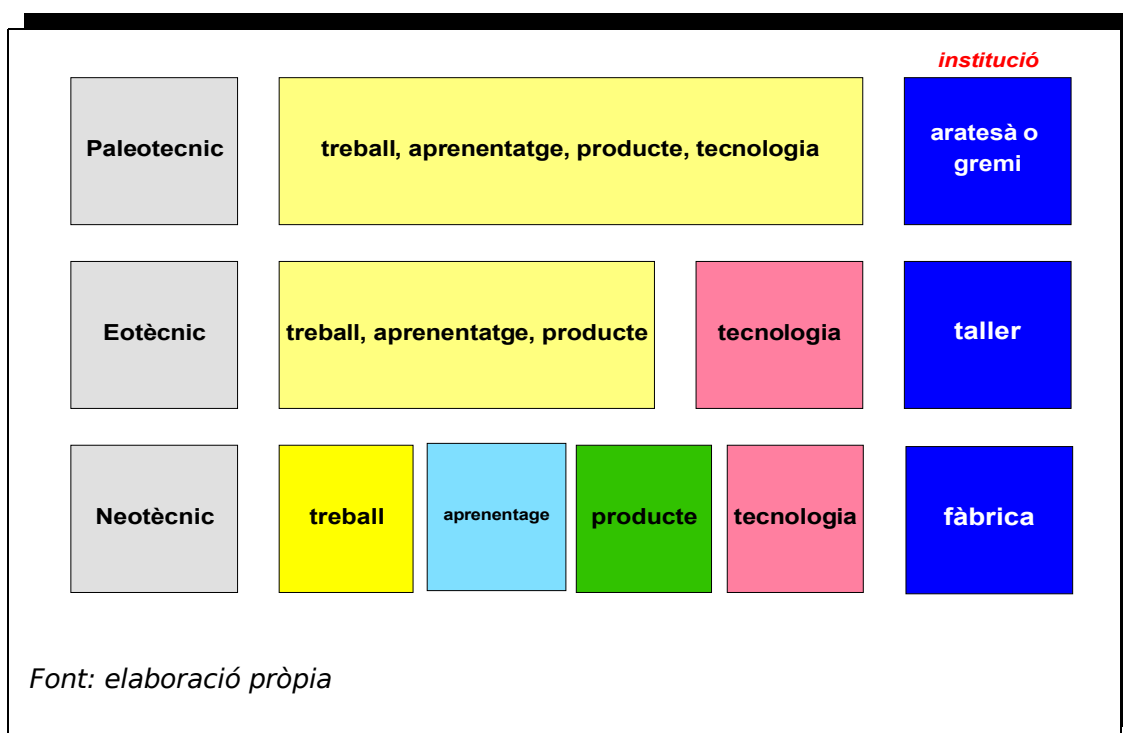 institució
Paleotecnic
treball, aprenentatge, producte, tecnologia
aratesà o
gremi
Eotècnic
treball, aprenentatge, producte
tecnologia
taller
Neotècnic
treball
aprenentage
producte
tecnologia
fàbrica
Font: elaboració pròpia